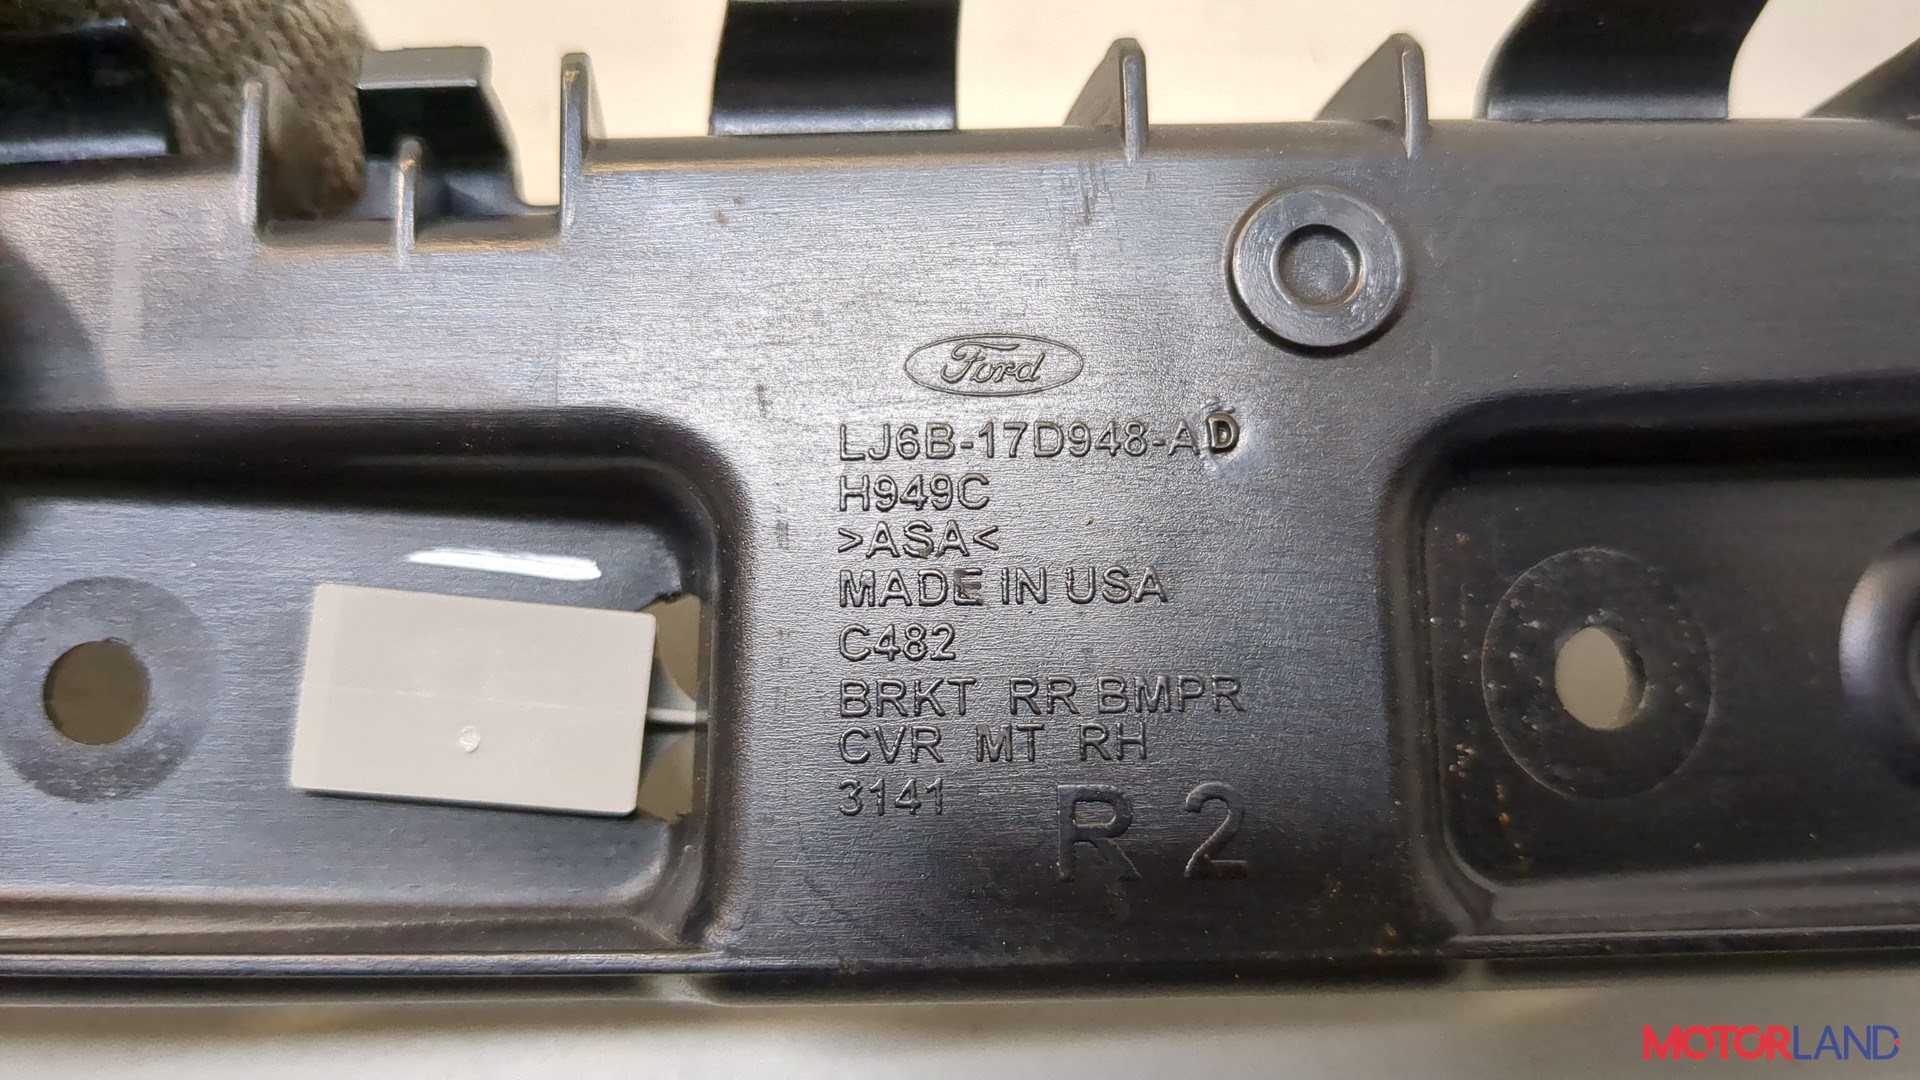 Ford
LJ6B-17D948-AD
H949C
>ASA<
MADE IN USA
C482
BRKT RR BMPR
CVR MT RH
3141
R 2
MOTORLAND